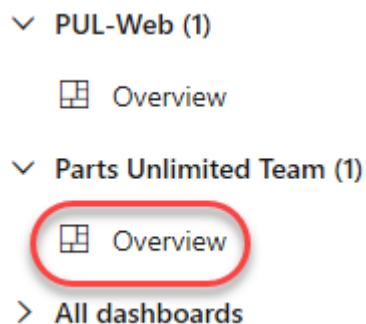 PUL-Web (1)
Overview
Parts Unlimited Team (1)
Overview
All dashboards